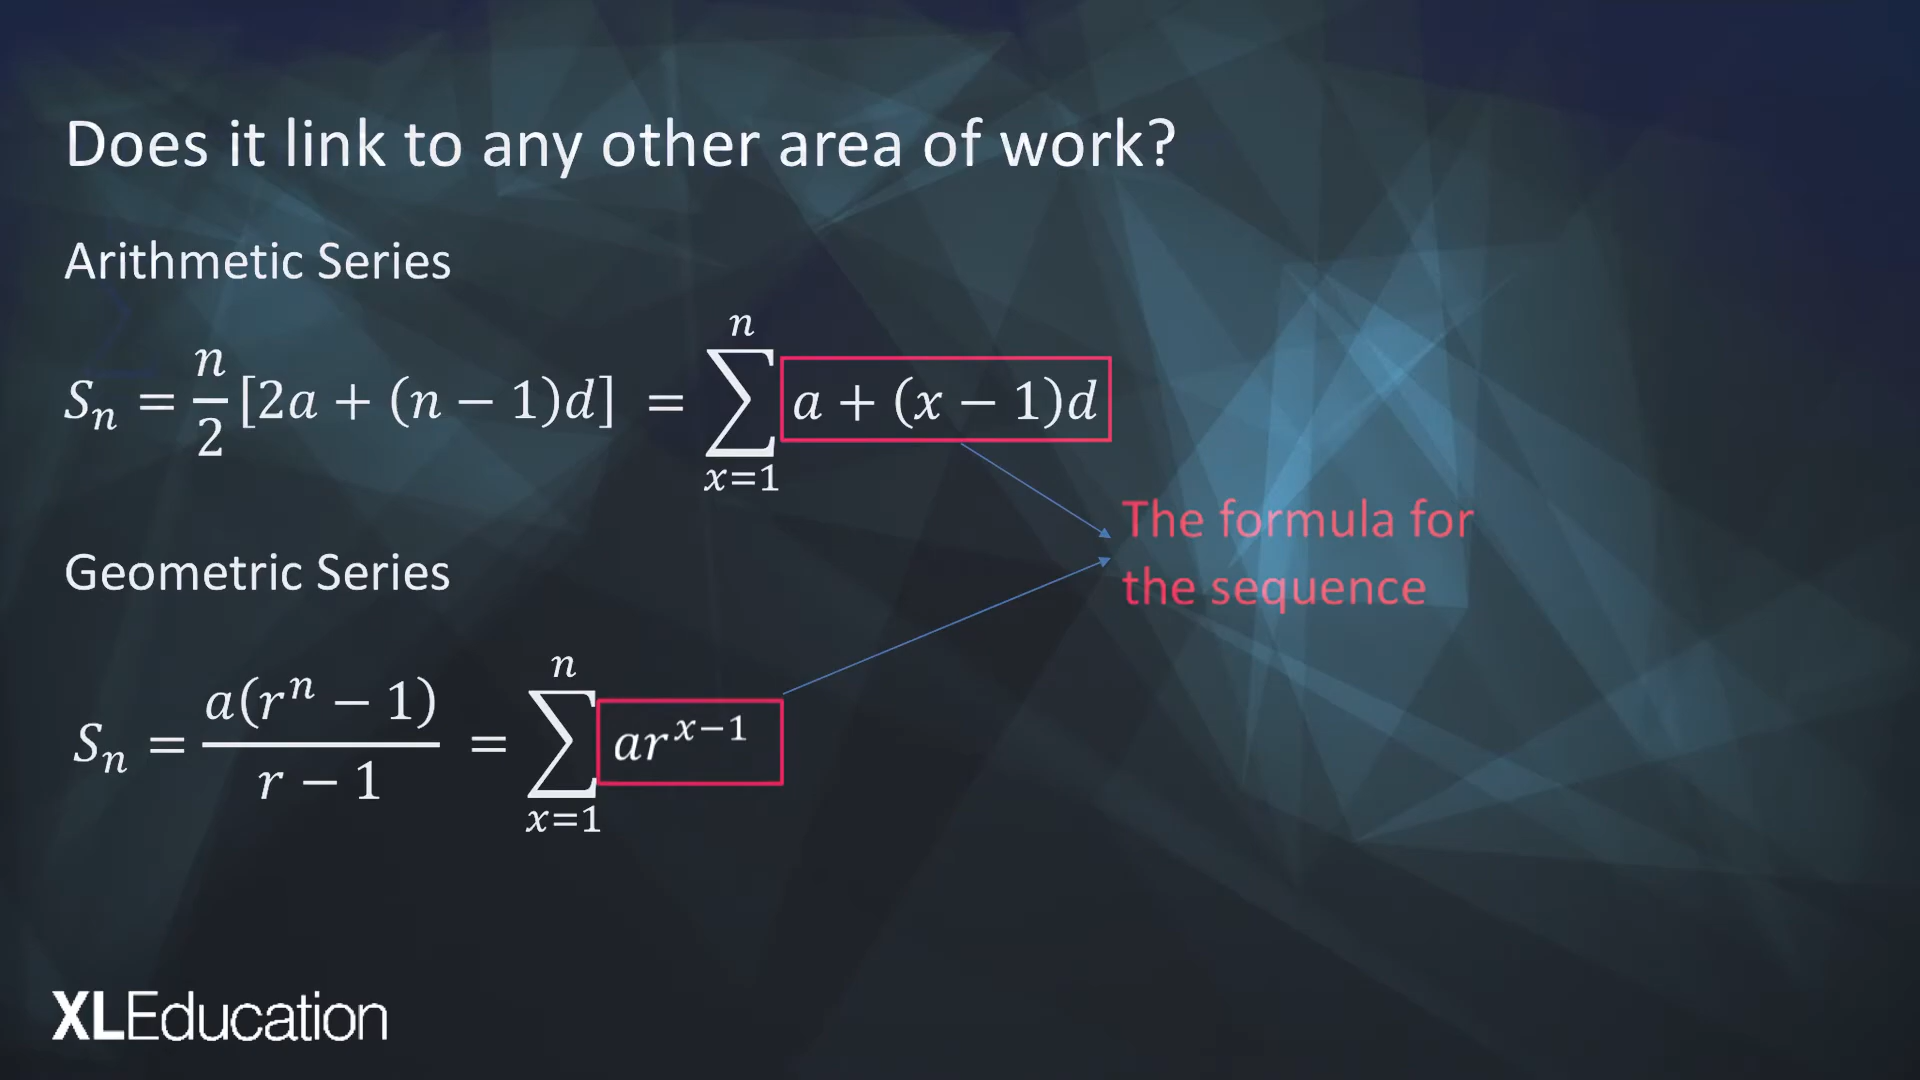 Does it link to any other area of work?
Arithmetic Series
Sₙ = n/2 [2a + (n − 1)d] = ∑ₓ₌₁ⁿ a + (x − 1)d
The formula for
the sequence
Geometric Series
Sₙ = a(rⁿ − 1)/(r − 1) = ∑ₓ₌₁ⁿ arˣ⁻¹
XLEducation